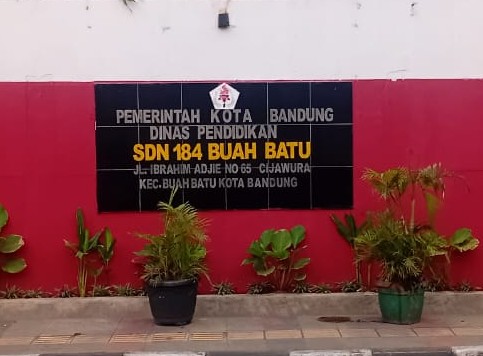 PEMERINTAH KOTA BANDUNG
DINAS PENDIDIKAN
SDN 184 BUAH BATU
JL. IBRAHIM ADJIE NO 65 CIJAWURA
KEC.BUAH BATU KOTA BANDUNG